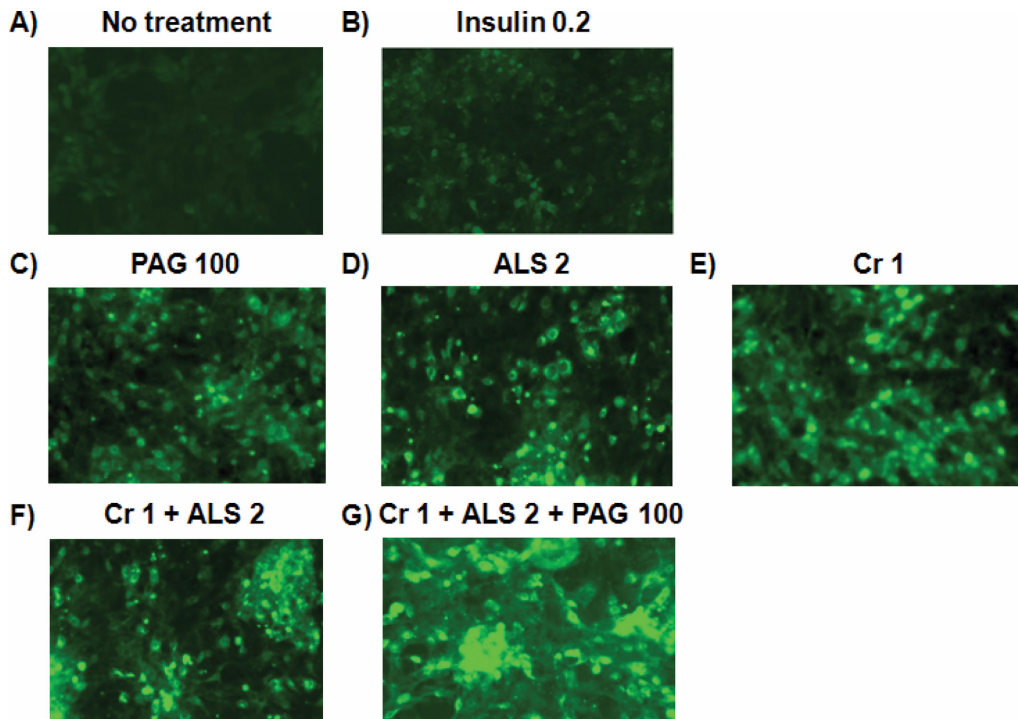 A) No treatment B) Insulin 0.2
C) PAG 100 D) ALS 2 E) Cr 1
F) Cr 1 + ALS 2 G) Cr 1 + ALS 2 + PAG 100